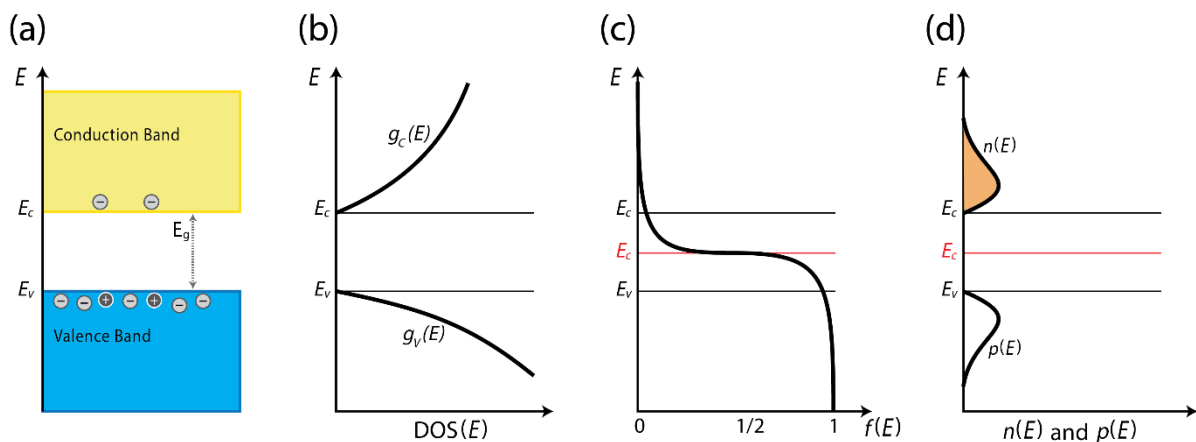 (a)
E
Conduction Band
E_c
E_g
E_v
− − + − + − −
− −
Valence Band
(b)
E
g_C(E)
E_c
E_v
g_V(E)
DOS(E)
(c)
E
E_c
E_c
E_v
0 1/2 1 f(E)
(d)
E
n(E)
E_c
E_c
E_v
p(E)
n(E) and p(E)